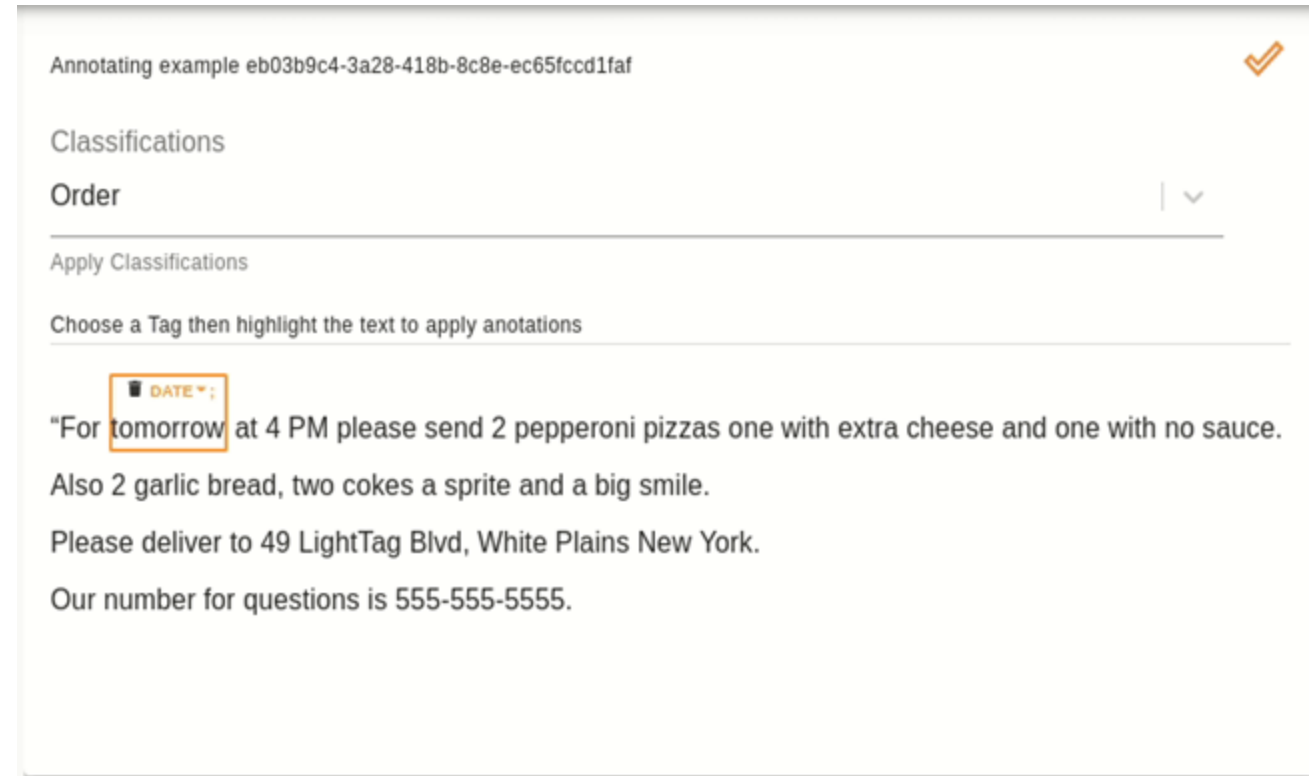 Annotating example eb03b9c4-3a28-418b-8c8e-ec65fccd1faf
Classifications
Order
Apply Classifications
Choose a Tag then highlight the text to apply anotations
DATE ;
“For tomorrow at 4 PM please send 2 pepperoni pizzas one with extra cheese and one with no sauce.
Also 2 garlic bread, two cokes a sprite and a big smile.
Please deliver to 49 LightTag Blvd, White Plains New York.
Our number for questions is 555-555-5555.